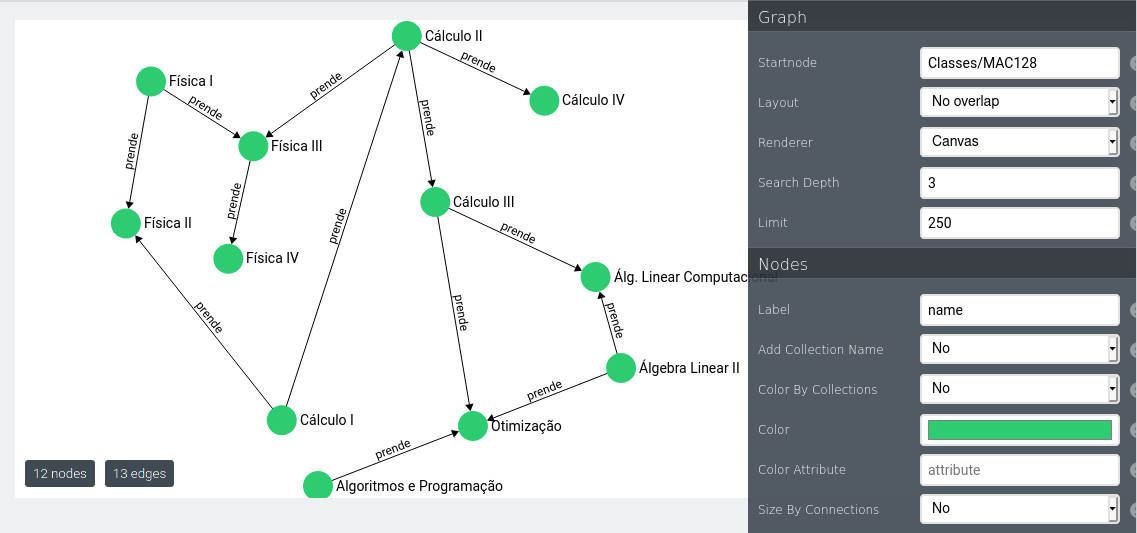 Cálculo II
prende
Física I
prende
Cálculo IV
prende
prende
prende
Física III
prende
prende
Cálculo III
Física II
prende
prende
Física IV
Álg. Linear Computacional
prende
prende
prende
Álgebra Linear II
prende
Cálculo I
Otimização
prende
12 nodes
13 edges
Algoritmos e Programação
Graph
Startnode
Classes/MAC128
Layout
No overlap
Renderer
Canvas
Search Depth
3
Limit
250
Nodes
Label
name
Add Collection Name
No
Color By Collections
No
Color
Color Attribute
attribute
Size By Connections
No